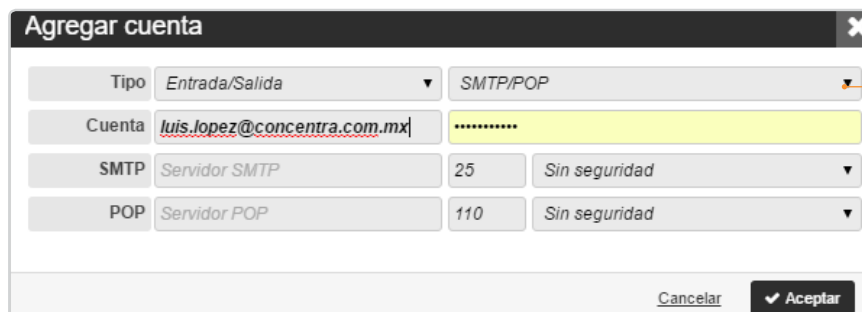 Agregar cuenta
Tipo Entrada/Salida SMTP/POP
Cuenta luis.lopez@concentra.com.mx •••••••••••
SMTP Servidor SMTP 25 Sin seguridad
POP Servidor POP 110 Sin seguridad
Cancelar Aceptar